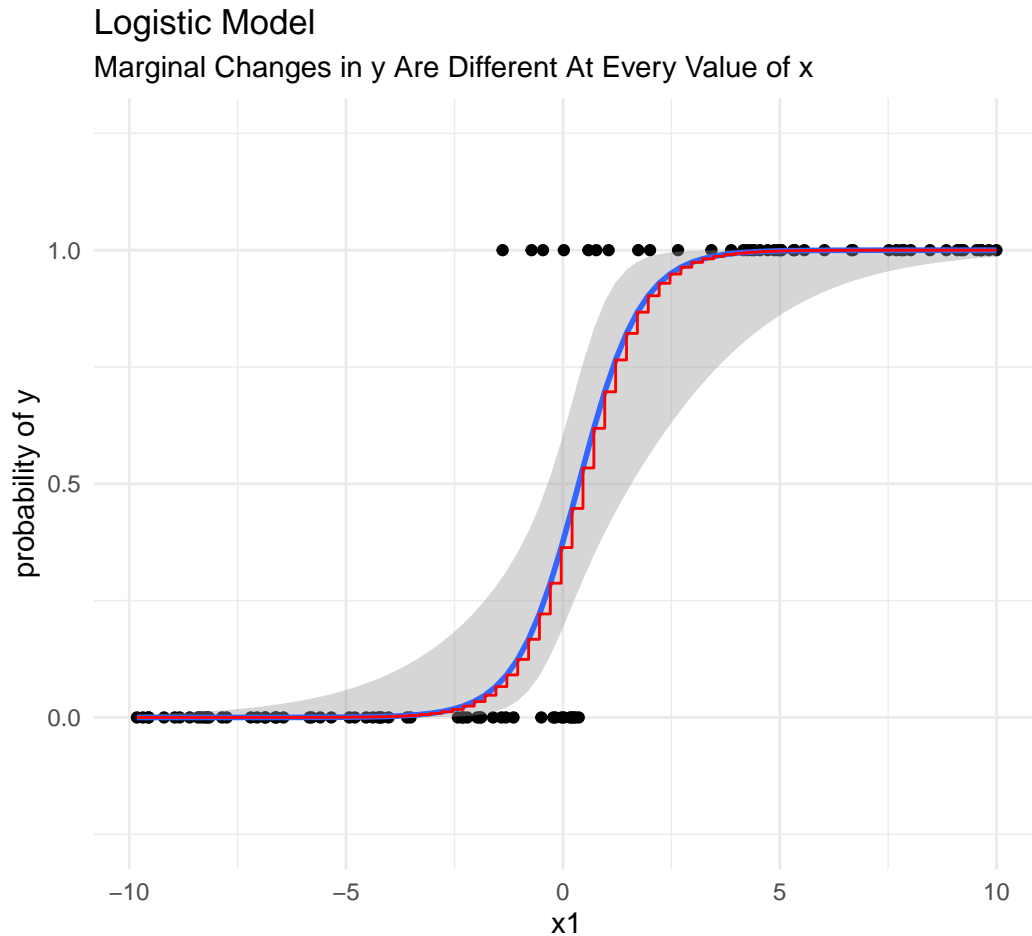 Logistic Model
Marginal Changes in y Are Different At Every Value of x
probability of y
1.0
0.5
0.0
−10
−5
0
5
10
x1